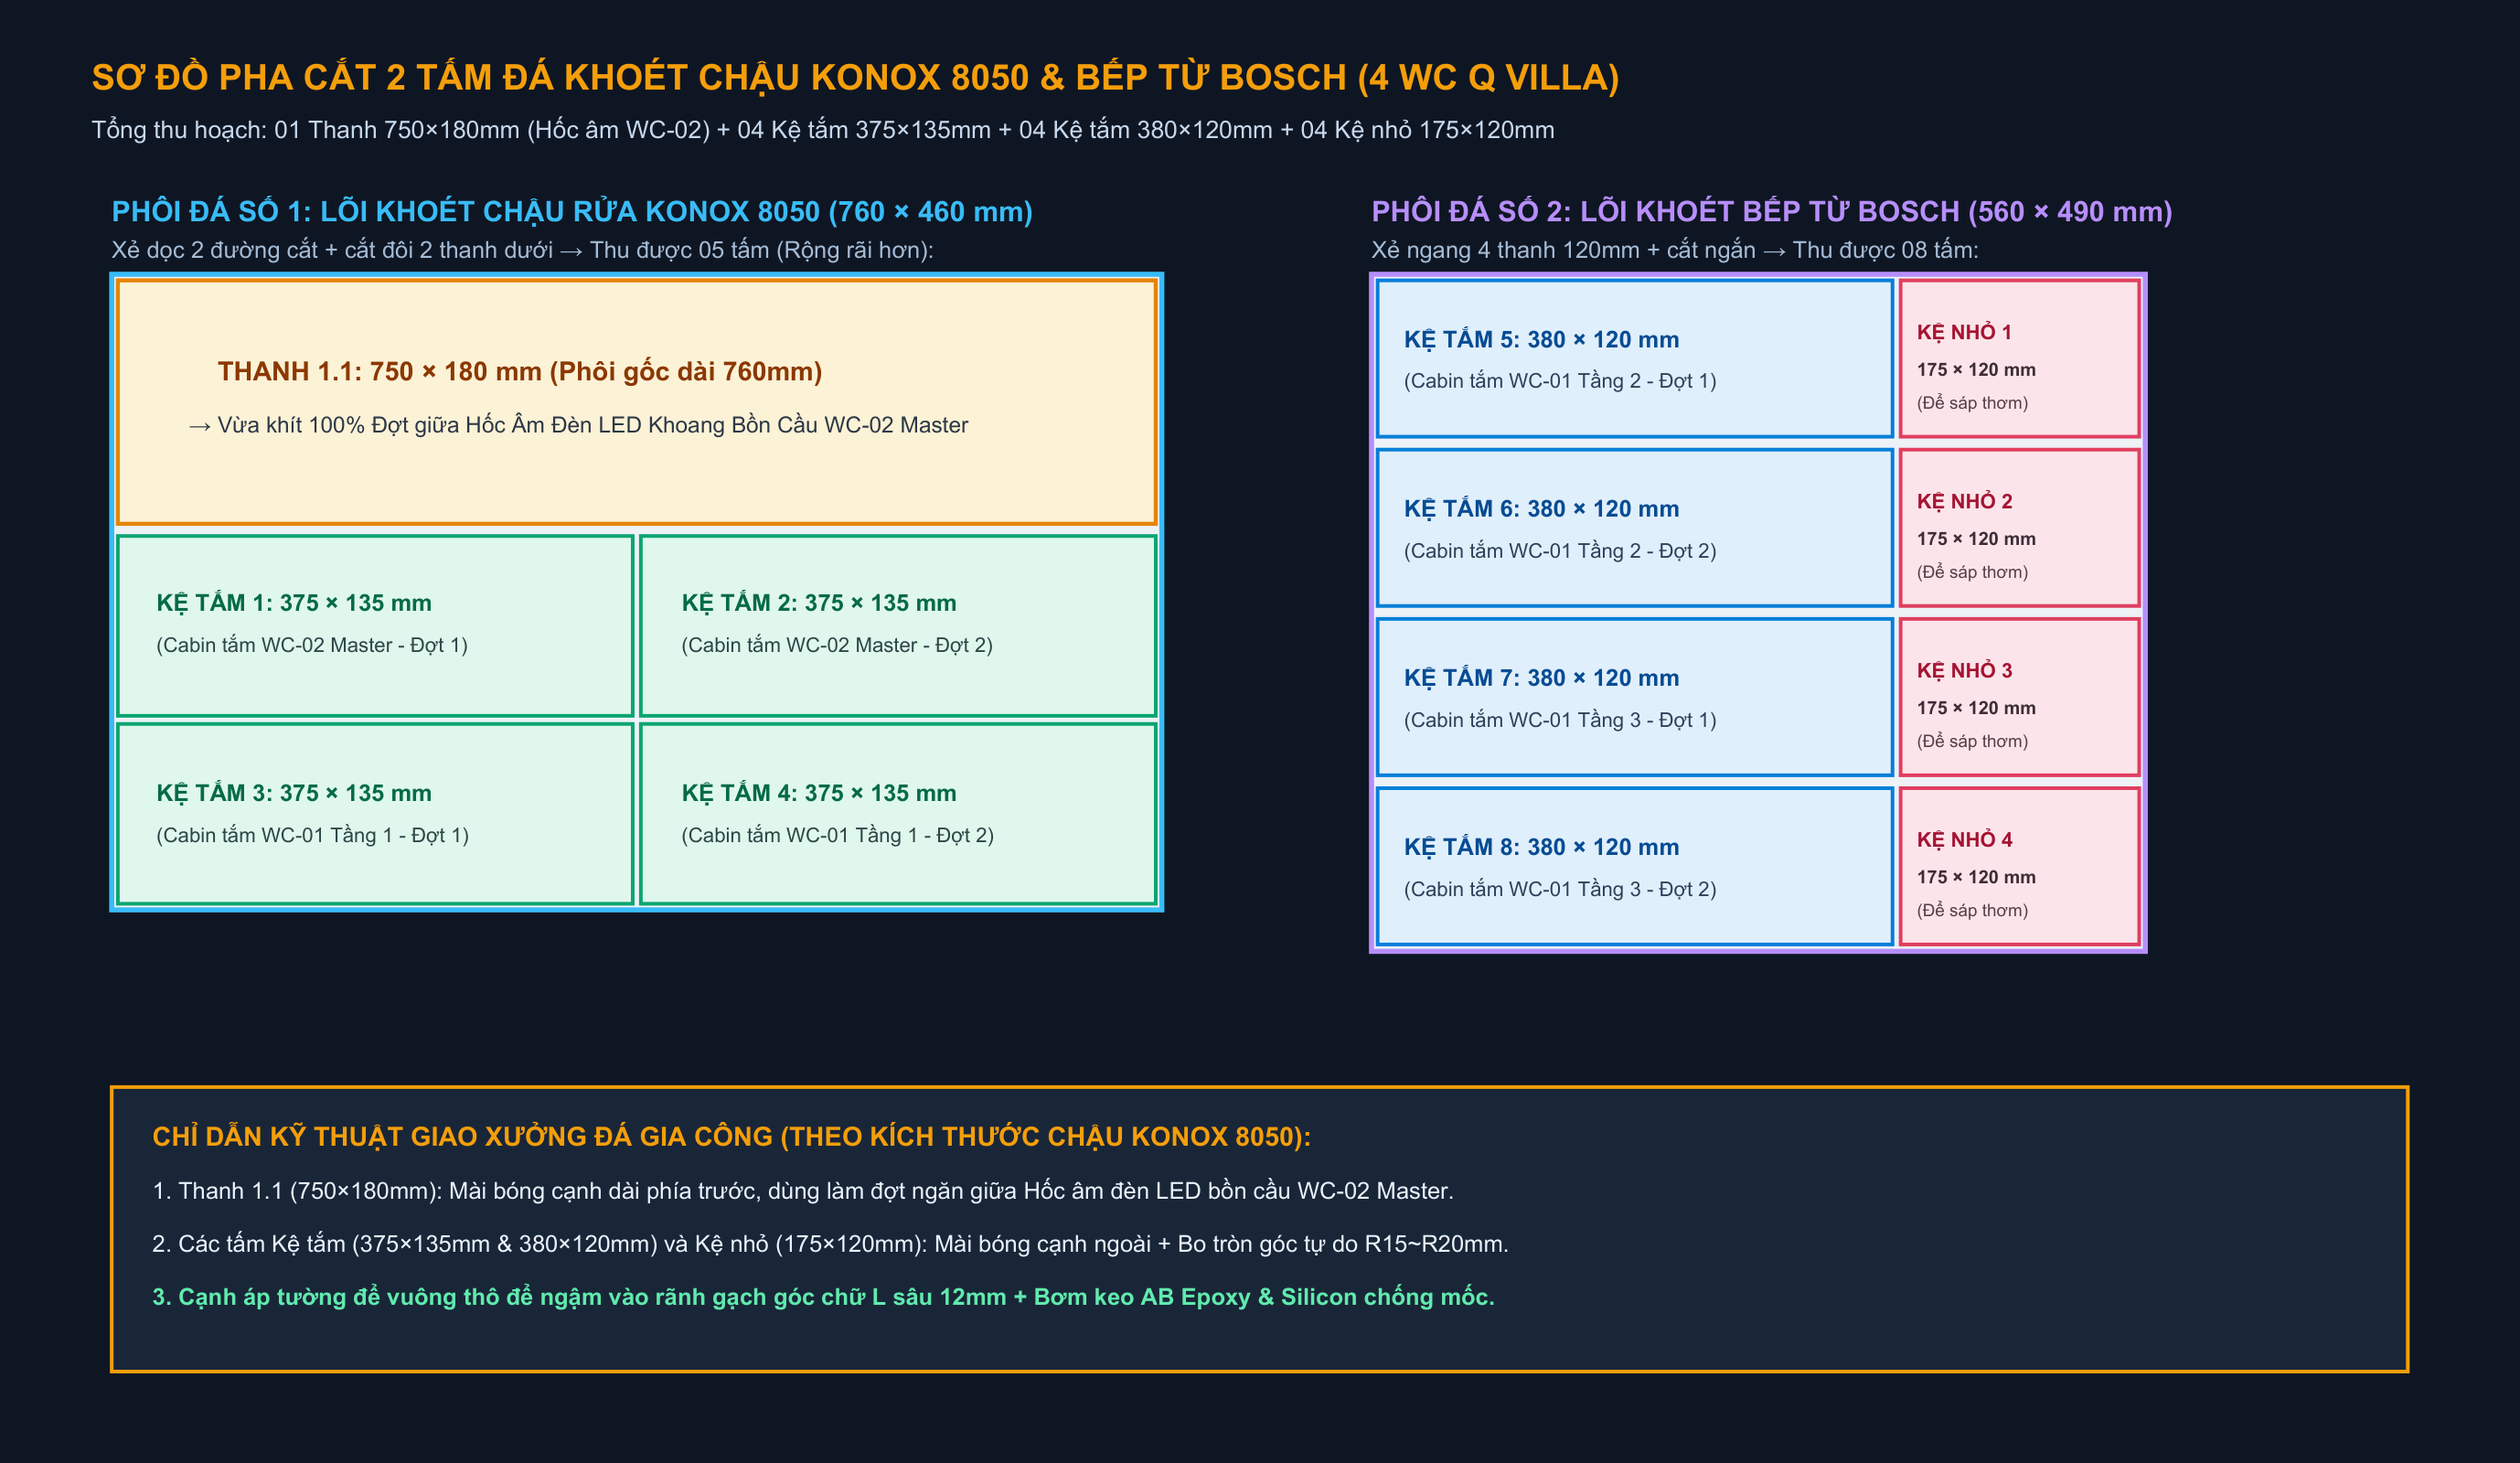 SƠ ĐỒ PHA CẮT 2 TẤM ĐÁ KHOÉT CHẬU KONOX 8050 & BẾP TỪ BOSCH (4 WC Q VILLA)
Tổng thu hoạch: 01 Thanh 750×180mm (Hốc âm WC-02) + 04 Kệ tắm 375×135mm + 04 Kệ tắm 380×120mm + 04 Kệ nhỏ 175×120mm
PHÔI ĐÁ SỐ 1: LÕI KHOÉT CHẬU RỬA KONOX 8050 (760 × 460 mm)
Xẻ dọc 2 đường cắt + cắt đôi 2 thanh dưới → Thu được 05 tấm (Rộng rãi hơn):
THANH 1.1: 750 × 180 mm (Phôi gốc dài 760mm)
→ Vừa khít 100% Đợt giữa Hốc Âm Đèn LED Khoang Bồn Cầu WC-02 Master
KỆ TẮM 1: 375 × 135 mm
(Cabin tắm WC-02 Master - Đợt 1)
KỆ TẮM 2: 375 × 135 mm
(Cabin tắm WC-02 Master - Đợt 2)
KỆ TẮM 3: 375 × 135 mm
(Cabin tắm WC-01 Tầng 1 - Đợt 1)
KỆ TẮM 4: 375 × 135 mm
(Cabin tắm WC-01 Tầng 1 - Đợt 2)
PHÔI ĐÁ SỐ 2: LÕI KHOÉT BẾP TỪ BOSCH (560 × 490 mm)
Xẻ ngang 4 thanh 120mm + cắt ngắn → Thu được 08 tấm:
KỆ TẮM 5: 380 × 120 mm
(Cabin tắm WC-01 Tầng 2 - Đợt 1)
KỆ NHỎ 1
175 × 120 mm
(Để sáp thơm)
KỆ TẮM 6: 380 × 120 mm
(Cabin tắm WC-01 Tầng 2 - Đợt 2)
KỆ NHỎ 2
175 × 120 mm
(Để sáp thơm)
KỆ TẮM 7: 380 × 120 mm
(Cabin tắm WC-01 Tầng 3 - Đợt 1)
KỆ NHỎ 3
175 × 120 mm
(Để sáp thơm)
KỆ TẮM 8: 380 × 120 mm
(Cabin tắm WC-01 Tầng 3 - Đợt 2)
KỆ NHỎ 4
175 × 120 mm
(Để sáp thơm)
CHỈ DẪN KỸ THUẬT GIAO XƯỞNG ĐÁ GIA CÔNG (THEO KÍCH THƯỚC CHẬU KONOX 8050):
1. Thanh 1.1 (750×180mm): Mài bóng cạnh dài phía trước, dùng làm đợt ngăn giữa Hốc âm đèn LED bồn cầu WC-02 Master.
2. Các tấm Kệ tắm (375×135mm & 380×120mm) và Kệ nhỏ (175×120mm): Mài bóng cạnh ngoài + Bo tròn góc tự do R15~R20mm.
3. Cạnh áp tường để vuông thô để ngậm vào rãnh gạch góc chữ L sâu 12mm + Bơm keo AB Epoxy & Silicon chống mốc.